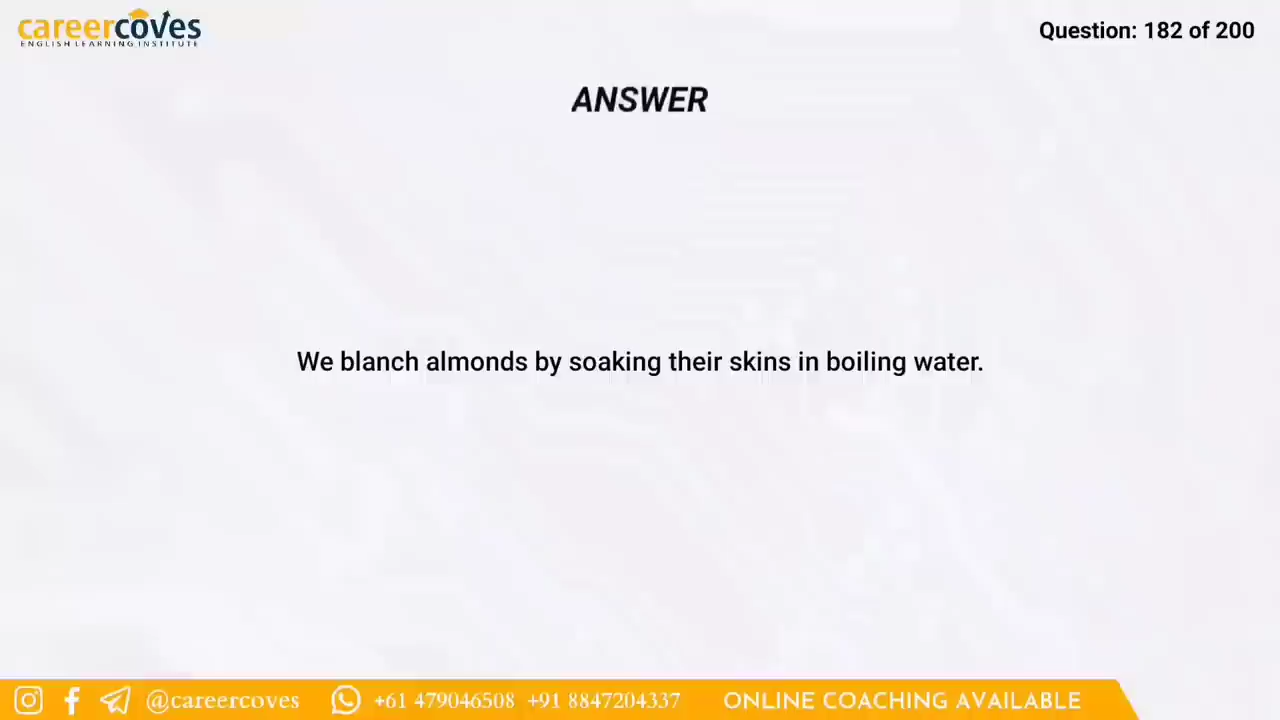 careercoves
ENGLISH LEARNING INSTITUTE
Question: 182 of 200
ANSWER
We blanch almonds by soaking their skins in boiling water.
@careercoves +61 479046508 +91 8847204337 ONLINE COACHING AVAILABLE